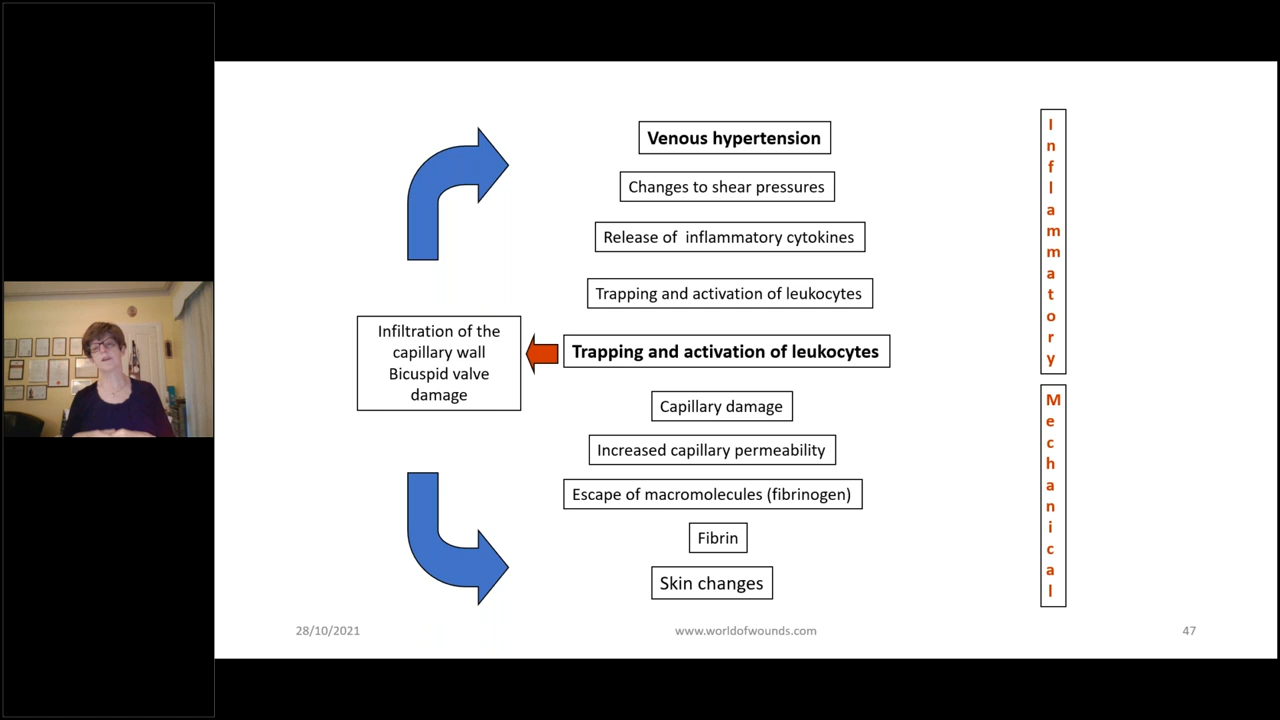 Venous hypertension
Changes to shear pressures
Release of inflammatory cytokines
Trapping and activation of leukocytes
Infiltration of the
capillary wall
Bicuspid valve
damage
Trapping and activation of leukocytes
Capillary damage
Increased capillary permeability
Escape of macromolecules (fibrinogen)
Fibrin
Skin changes
Inflammatory
Mechanical
28/10/2021
www.worldofwounds.com
47